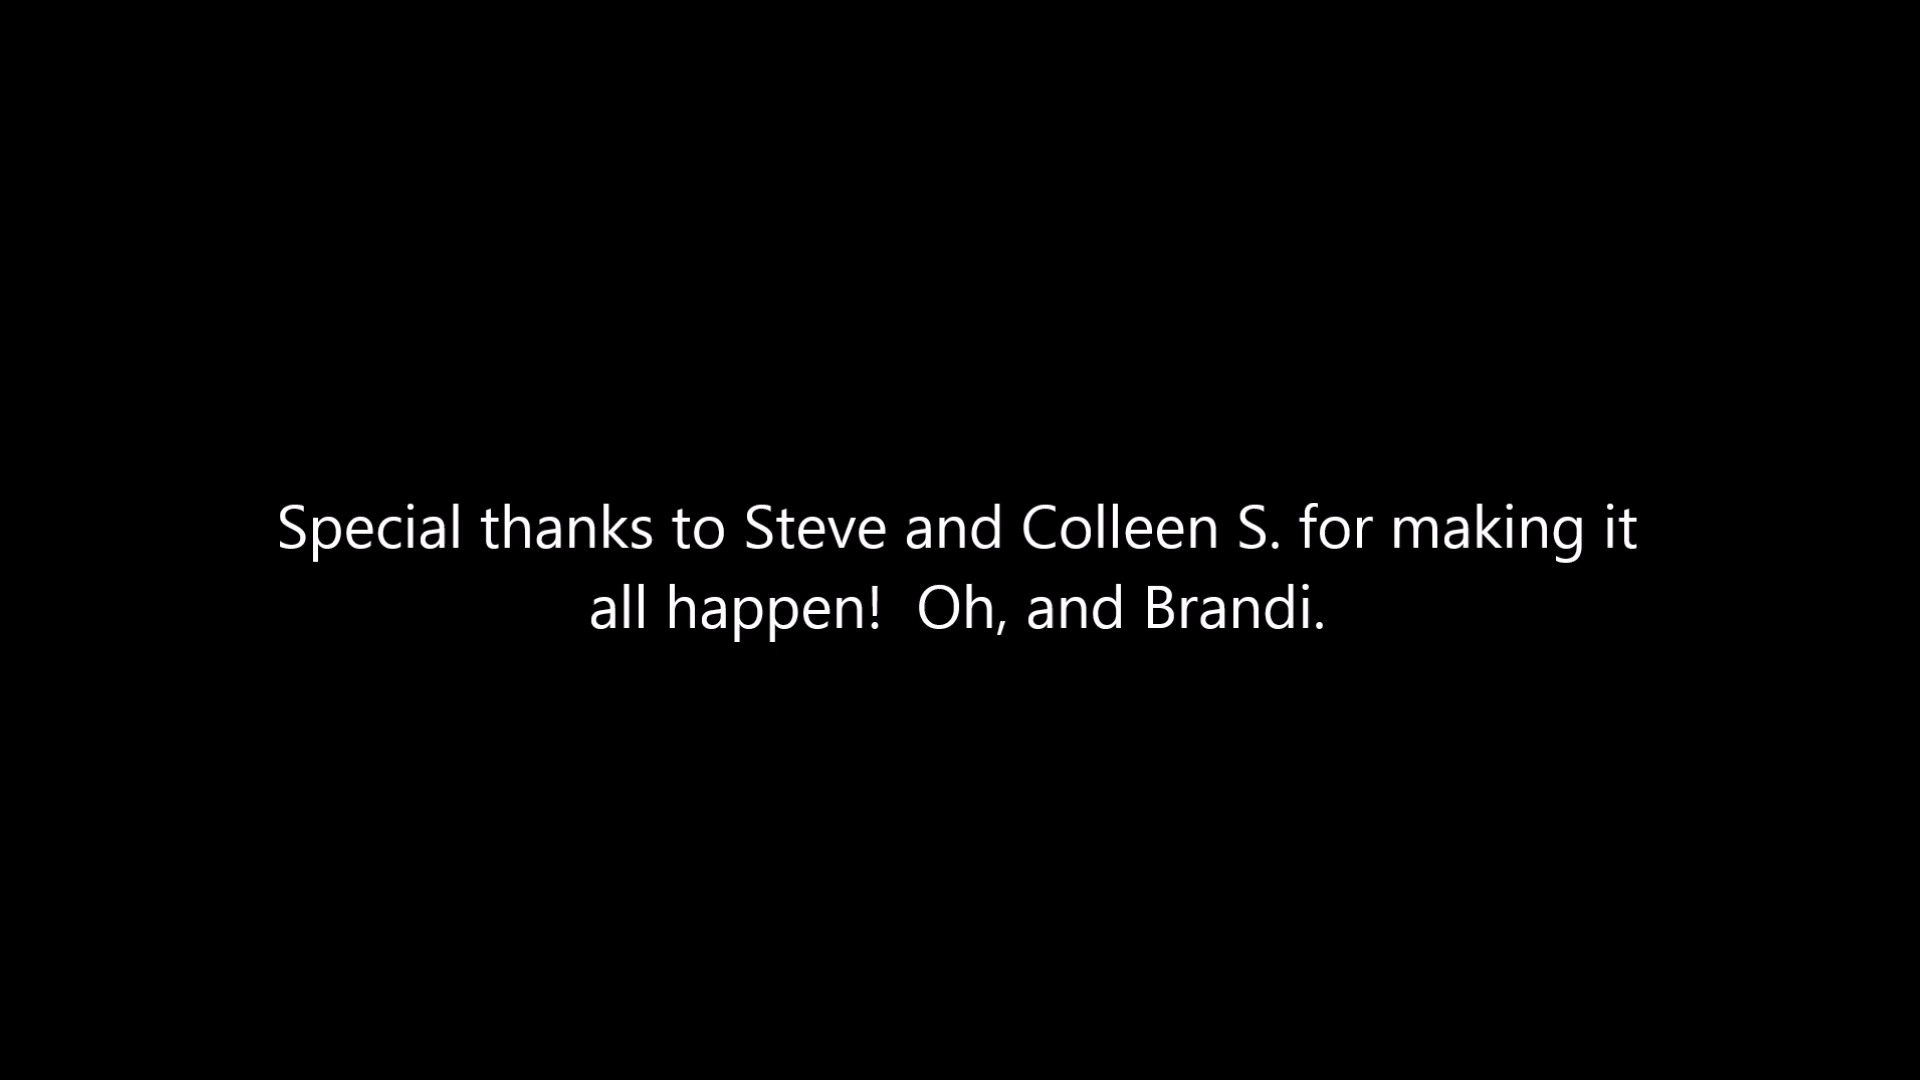 Special thanks to Steve and Colleen S. for making it
all happen!  Oh, and Brandi.